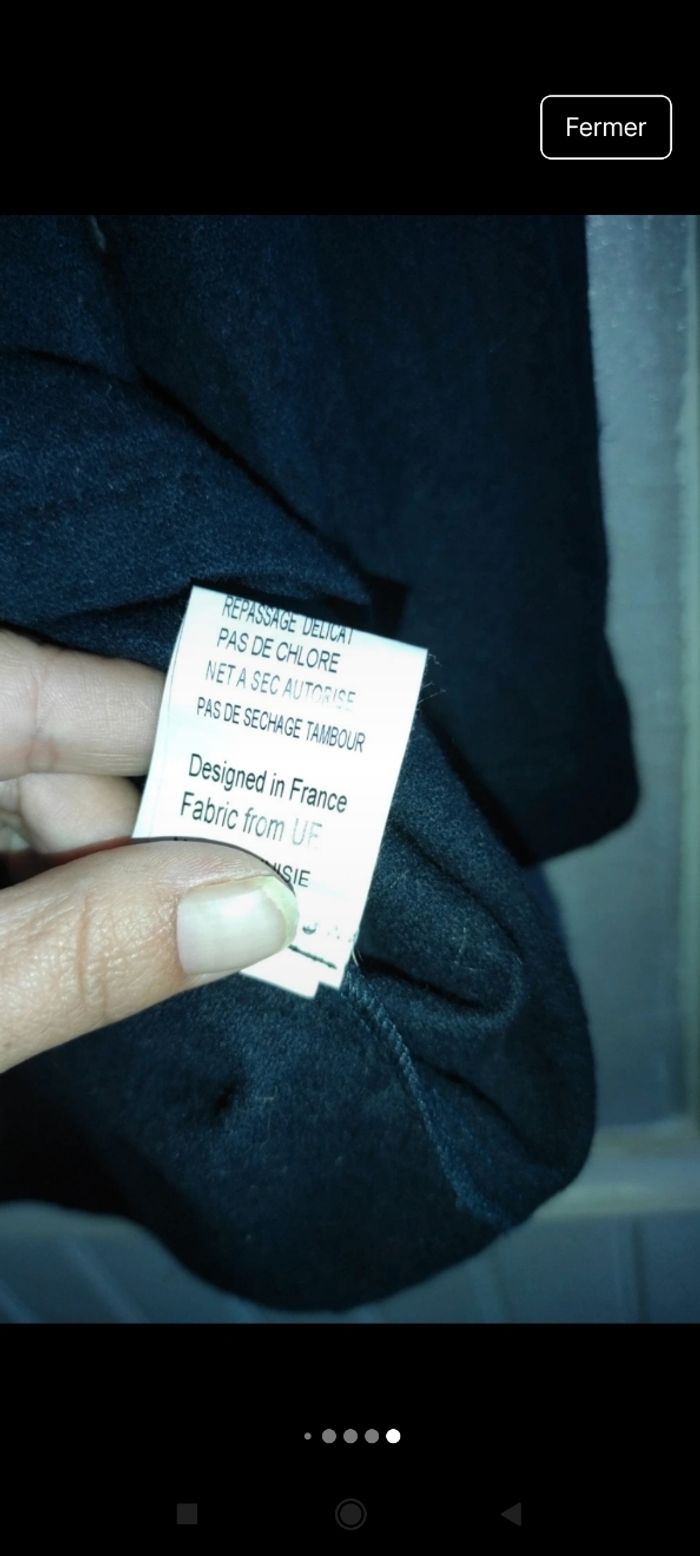 Fermer
REPASSAGE DELICAT
PAS DE CHLORE
NET A SEC AUTORISE
PAS DE SECHAGE TAMBOUR
Designed in France
Fabric from UE